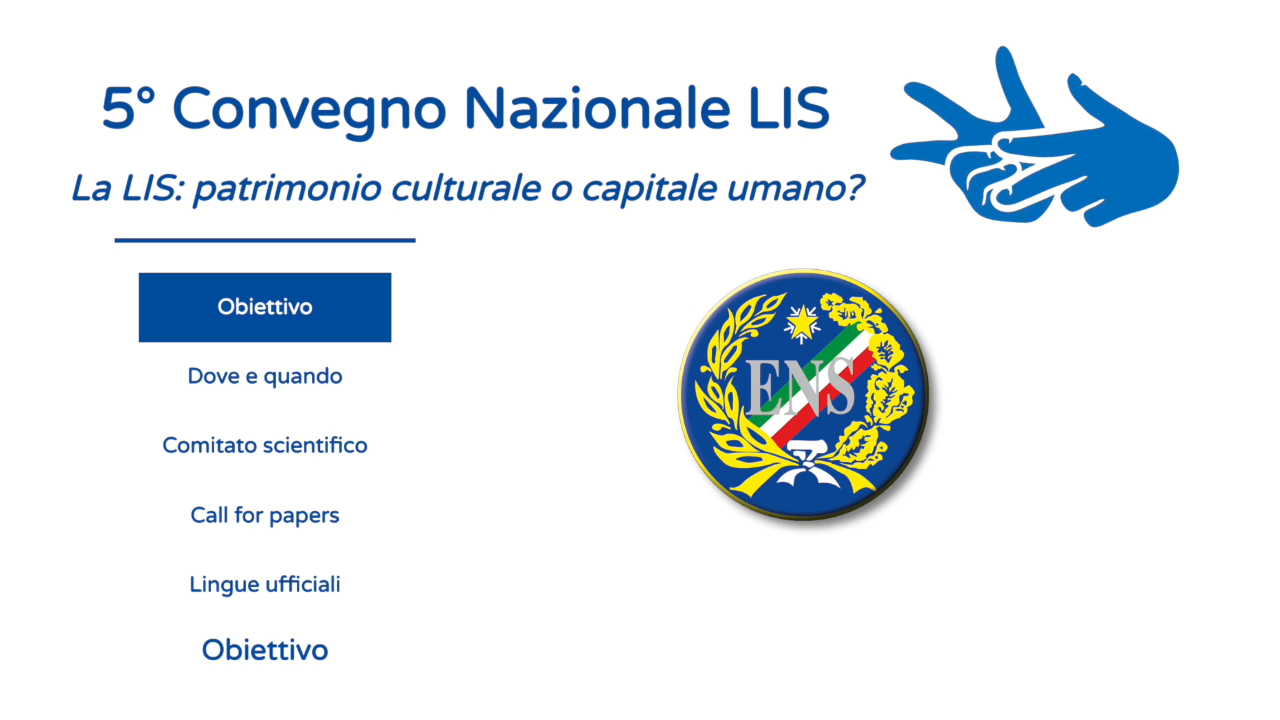 5° Convegno Nazionale LIS
La LIS: patrimonio culturale o capitale umano?
Obiettivo
Dove e quando
Comitato scientifico
Call for papers
Lingue ufficiali
Obiettivo
ENS